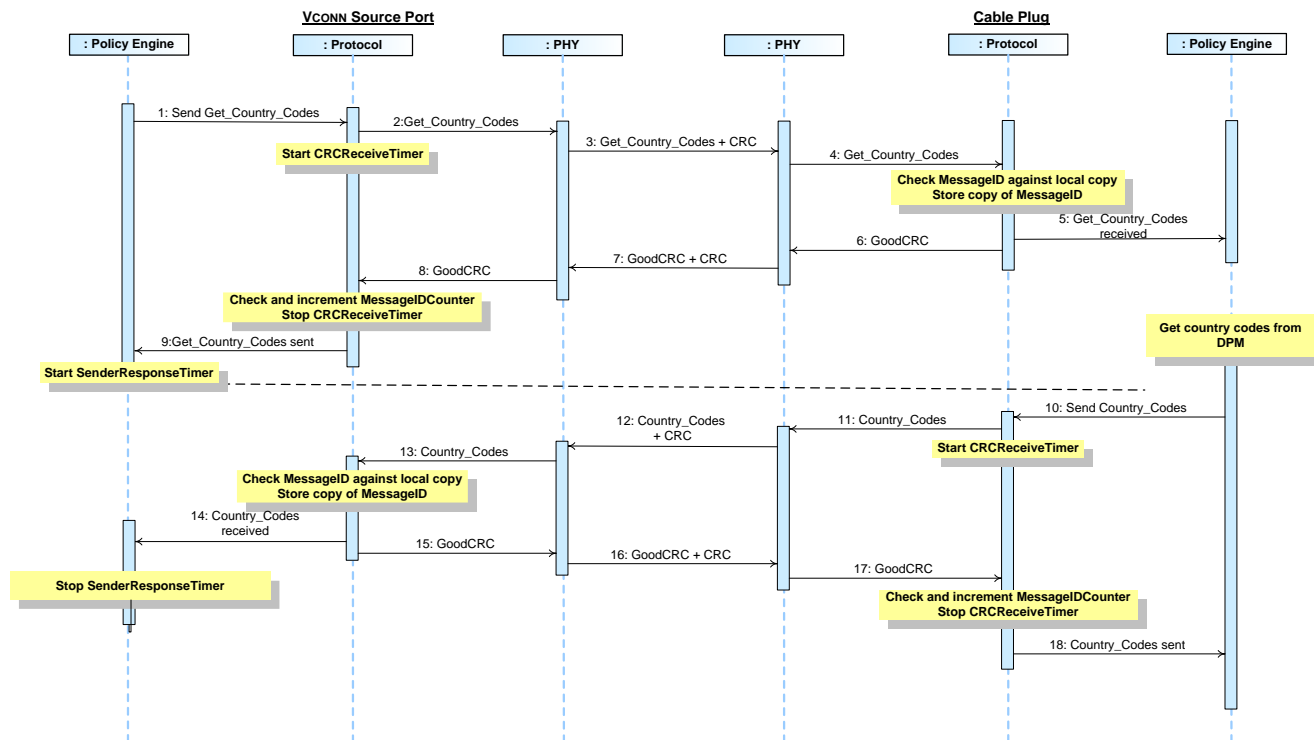 VCONN Source Port
Cable Plug
: Policy Engine
: Protocol
: PHY
: PHY
: Protocol
: Policy Engine
1: Send Get_Country_Codes
2:Get_Country_Codes
Start CRCReceiveTimer
3: Get_Country_Codes + CRC
4: Get_Country_Codes
Check MessageID against local copy
Store copy of MessageID
5: Get_Country_Codes
received
6: GoodCRC
7: GoodCRC + CRC
8: GoodCRC
Check and increment MessageIDCounter
Stop CRCReceiveTimer
9:Get_Country_Codes sent
Start SenderResponseTimer
Get country codes from
DPM
10: Send Country_Codes
11: Country_Codes
Start CRCReceiveTimer
12: Country_Codes
+ CRC
13: Country_Codes
Check MessageID against local copy
Store copy of MessageID
14: Country_Codes
received
15: GoodCRC
16: GoodCRC + CRC
17: GoodCRC
Stop SenderResponseTimer
Check and increment MessageIDCounter
Stop CRCReceiveTimer
18: Country_Codes sent